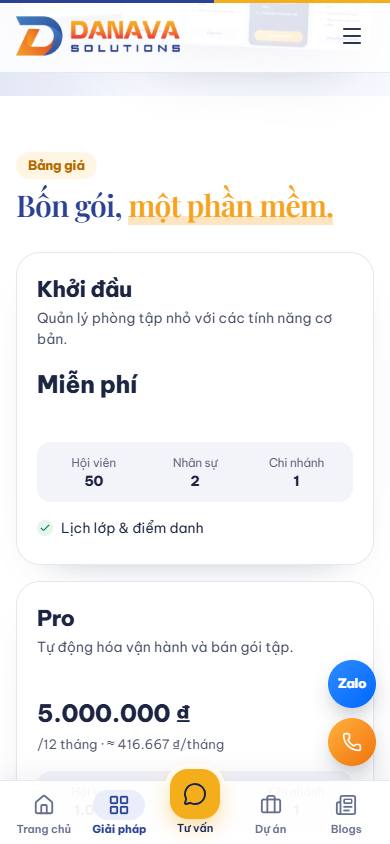 DANAVA
SOLUTIONS
Bảng giá
Bốn gói, một phần mềm.
Khởi đầu
Quản lý phòng tập nhỏ với các tính năng cơ
bản.
Miễn phí
Hội viên
Nhân sự
Chi nhánh
50
2
1
Lịch lớp & điểm danh
Pro
Tự động hóa vận hành và bán gói tập.
5.000.000 ₫
/12 tháng · ≈ 416.667 ₫/tháng
Zalo
Trang chủ
Giải pháp
Tư vấn
Dự án
Blogs